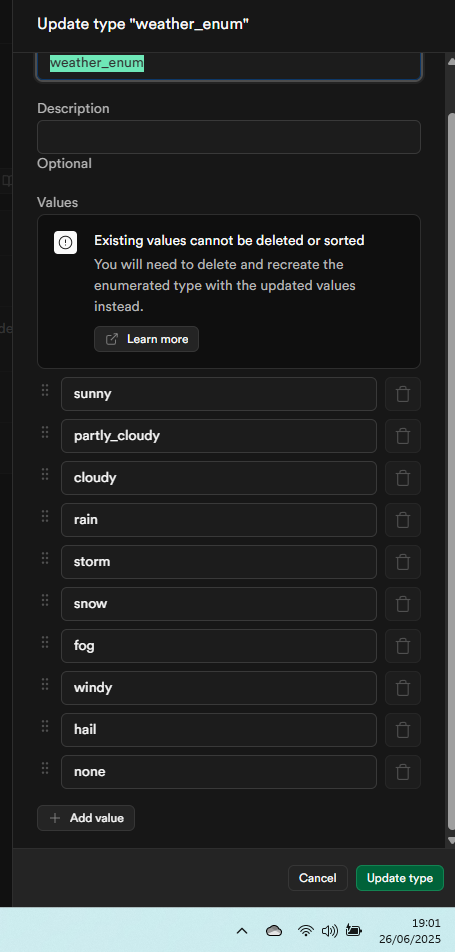 Update type "weather_enum"
weather_enum
Description
Optional
Values
Existing values cannot be deleted or sorted
You will need to delete and recreate the
enumerated type with the updated values
instead.
Learn more
sunny
partly_cloudy
cloudy
rain
storm
snow
fog
windy
hail
none
Add value
Cancel
Update type
19:01
26/06/2025